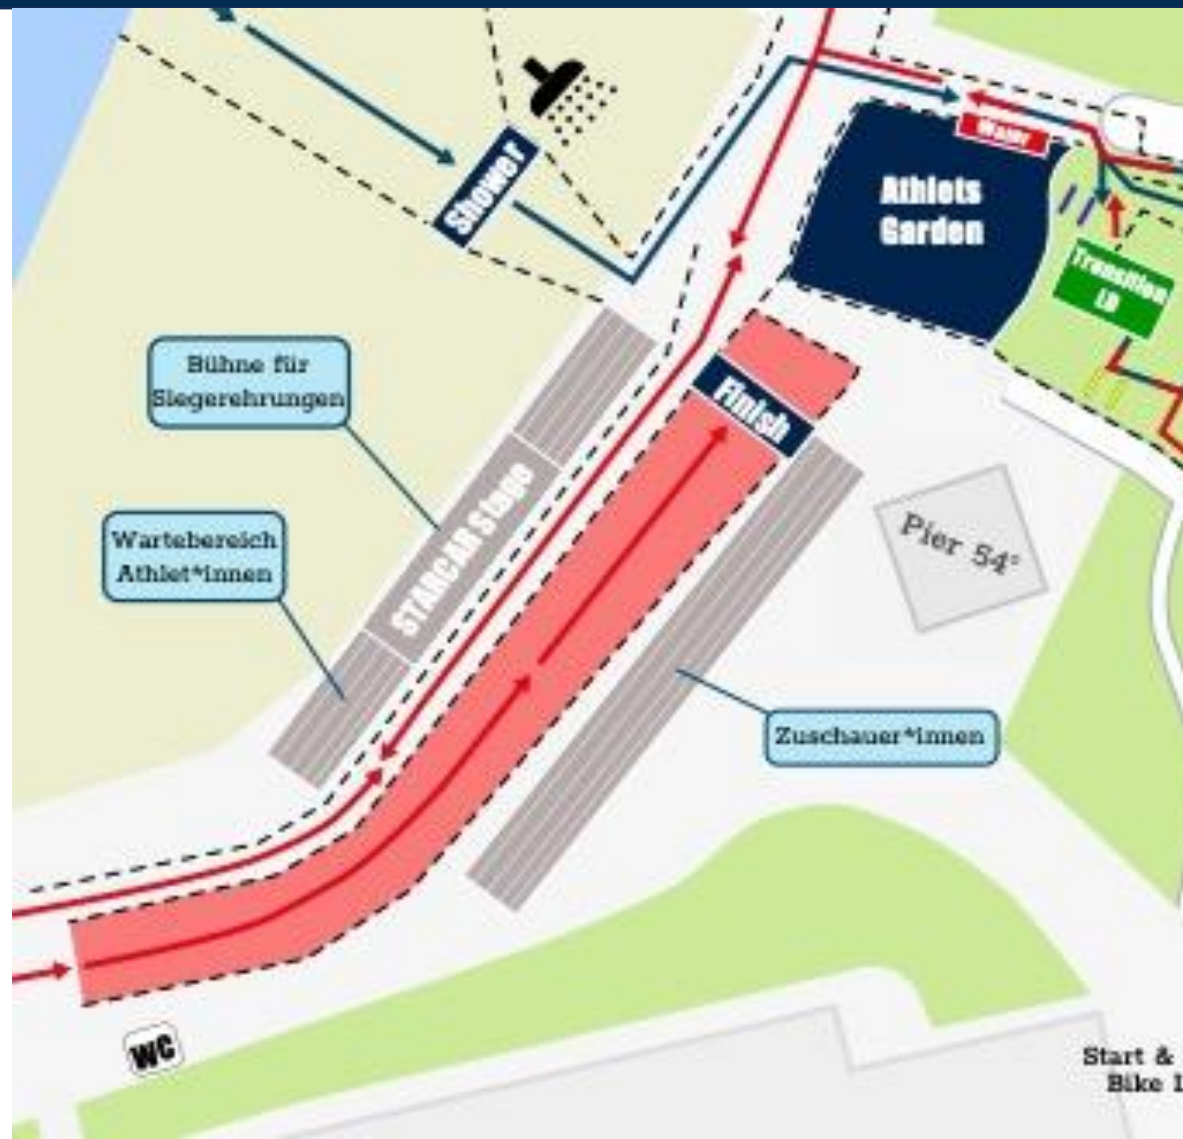 Shower
Water
Athlets
Garden
Transition
LD
Bühne für
Siegerehrungen
Finish
STARCAR Stage
Pier 54°
Wartebereich
Athlet*innen
Zuschauer*innen
WC
Start &
Bike